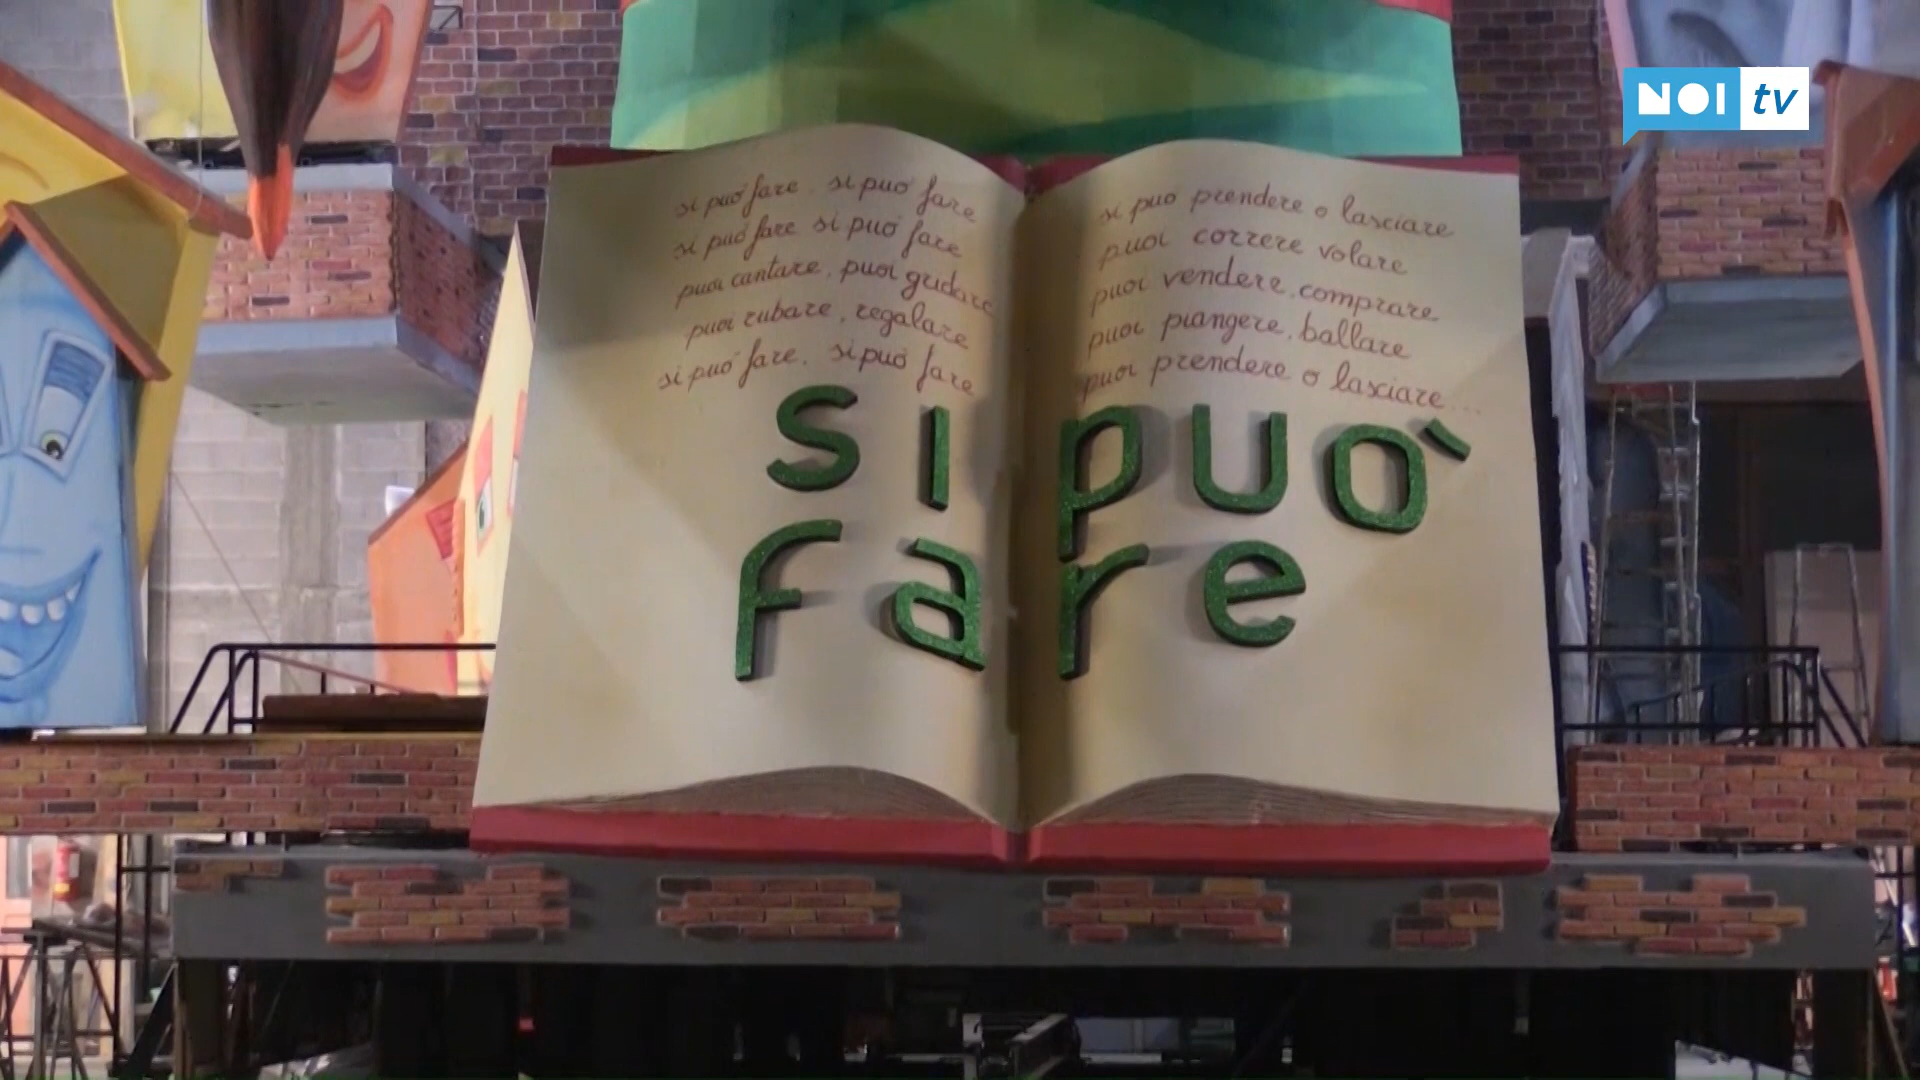 NOI tv
si può fare. si può fare
si può fare si può fare
puoi cantare, puoi gridare
puoi rubare, regalare
si può fare. si può fare
si puo prendere o lasciare
puoi correre volare
puoi vendere, comprare
puoi piangere, ballare
puoi prendere o lasciare...
si può
fare